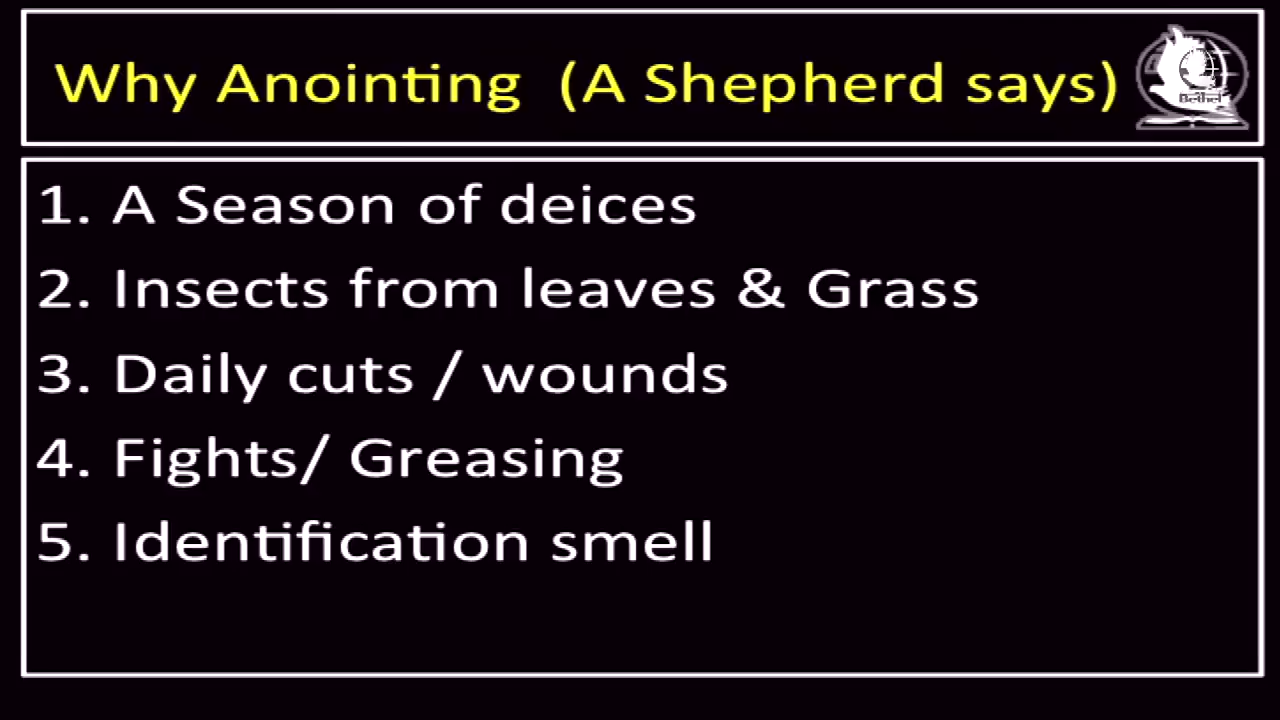 Why Anointing (A Shepherd says)
Bethel
1. A Season of deices
2. Insects from leaves & Grass
3. Daily cuts / wounds
4. Fights/ Greasing
5. Identification smell